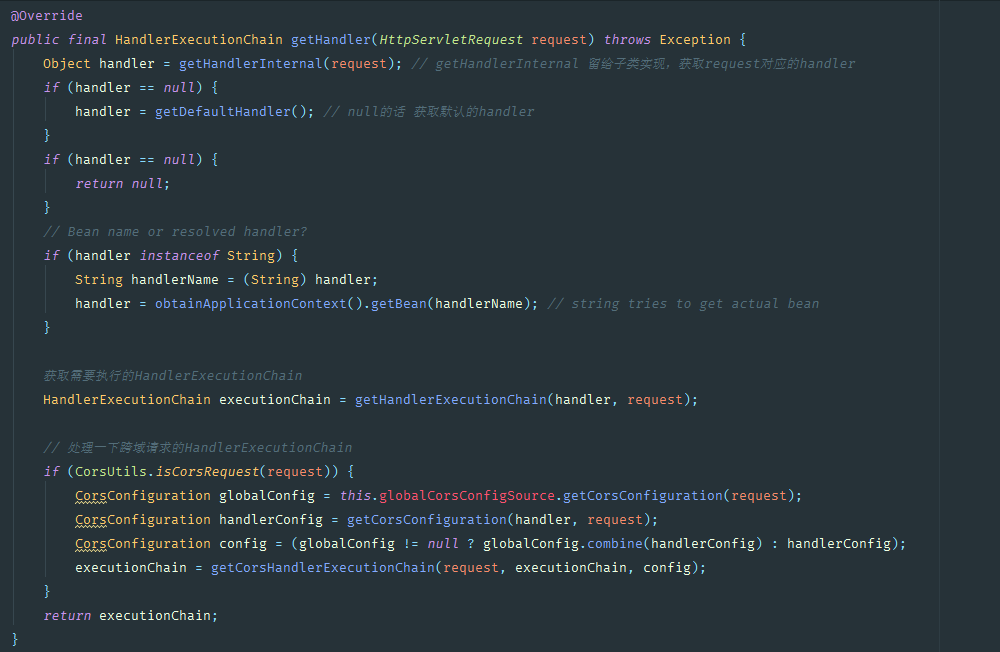 @Override
public final HandlerExecutionChain getHandler(HttpServletRequest request) throws Exception {
    Object handler = getHandlerInternal(request); // getHandlerInternal 留给子类实现，获取request对应的handler
    if (handler == null) {
        handler = getDefaultHandler(); // null的话 获取默认的handler
    }
    if (handler == null) {
        return null;
    }
    // Bean name or resolved handler?
    if (handler instanceof String) {
        String handlerName = (String) handler;
        handler = obtainApplicationContext().getBean(handlerName); // string tries to get actual bean
    }

    获取需要执行的HandlerExecutionChain
    HandlerExecutionChain executionChain = getHandlerExecutionChain(handler, request);

    // 处理一下跨域请求的HandlerExecutionChain
    if (CorsUtils.isCorsRequest(request)) {
        CorsConfiguration globalConfig = this.globalCorsConfigSource.getCorsConfiguration(request);
        CorsConfiguration handlerConfig = getCorsConfiguration(handler, request);
        CorsConfiguration config = (globalConfig != null ? globalConfig.combine(handlerConfig) : handlerConfig);
        executionChain = getCorsHandlerExecutionChain(request, executionChain, config);
    }
    return executionChain;
}